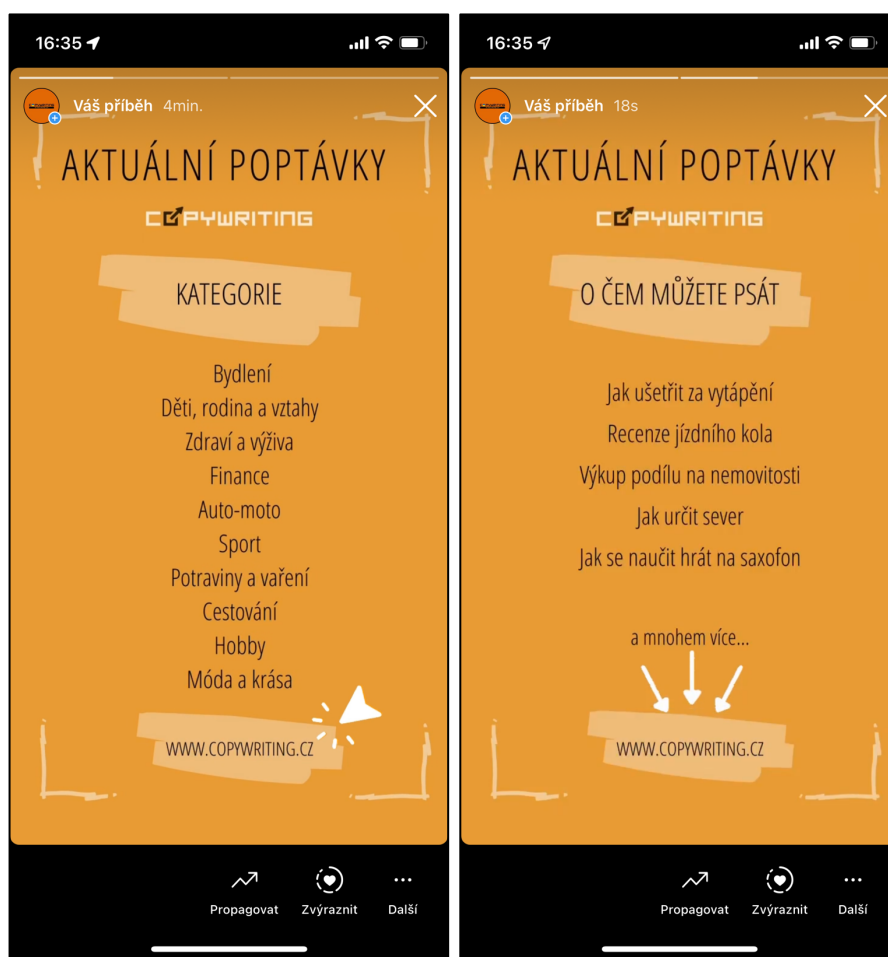 16:35
Váš příběh 4min.
AKTUÁLNÍ POPTÁVKY
COPYWRITING
KATEGORIE
Bydlení
Děti, rodina a vztahy
Zdraví a výživa
Finance
Auto-moto
Sport
Potraviny a vaření
Cestování
Hobby
Móda a krása
WWW.COPYWRITING.CZ
Propagovat Zvýraznit Další
16:35
Váš příběh 18s
AKTUÁLNÍ POPTÁVKY
COPYWRITING
O ČEM MŮŽETE PSÁT
Jak ušetřit za vytápění
Recenze jízdního kola
Výkup podílu na nemovitosti
Jak určit sever
Jak se naučit hrát na saxofon
a mnohem více...
WWW.COPYWRITING.CZ
Propagovat Zvýraznit Další